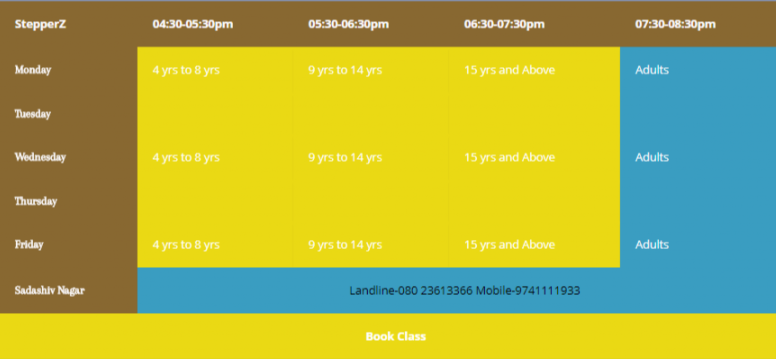 StepperZ 04:30-05:30pm 05:30-06:30pm 06:30-07:30pm 07:30-08:30pm
Monday 4 yrs to 8 yrs 9 yrs to 14 yrs 15 yrs and Above Adults
Tuesday
Wednesday 4 yrs to 8 yrs 9 yrs to 14 yrs 15 yrs and Above Adults
Thursday
Friday 4 yrs to 8 yrs 9 yrs to 14 yrs 15 yrs and Above Adults
Sadashiv Nagar Landline-080 23613366 Mobile-9741111933
Book Class